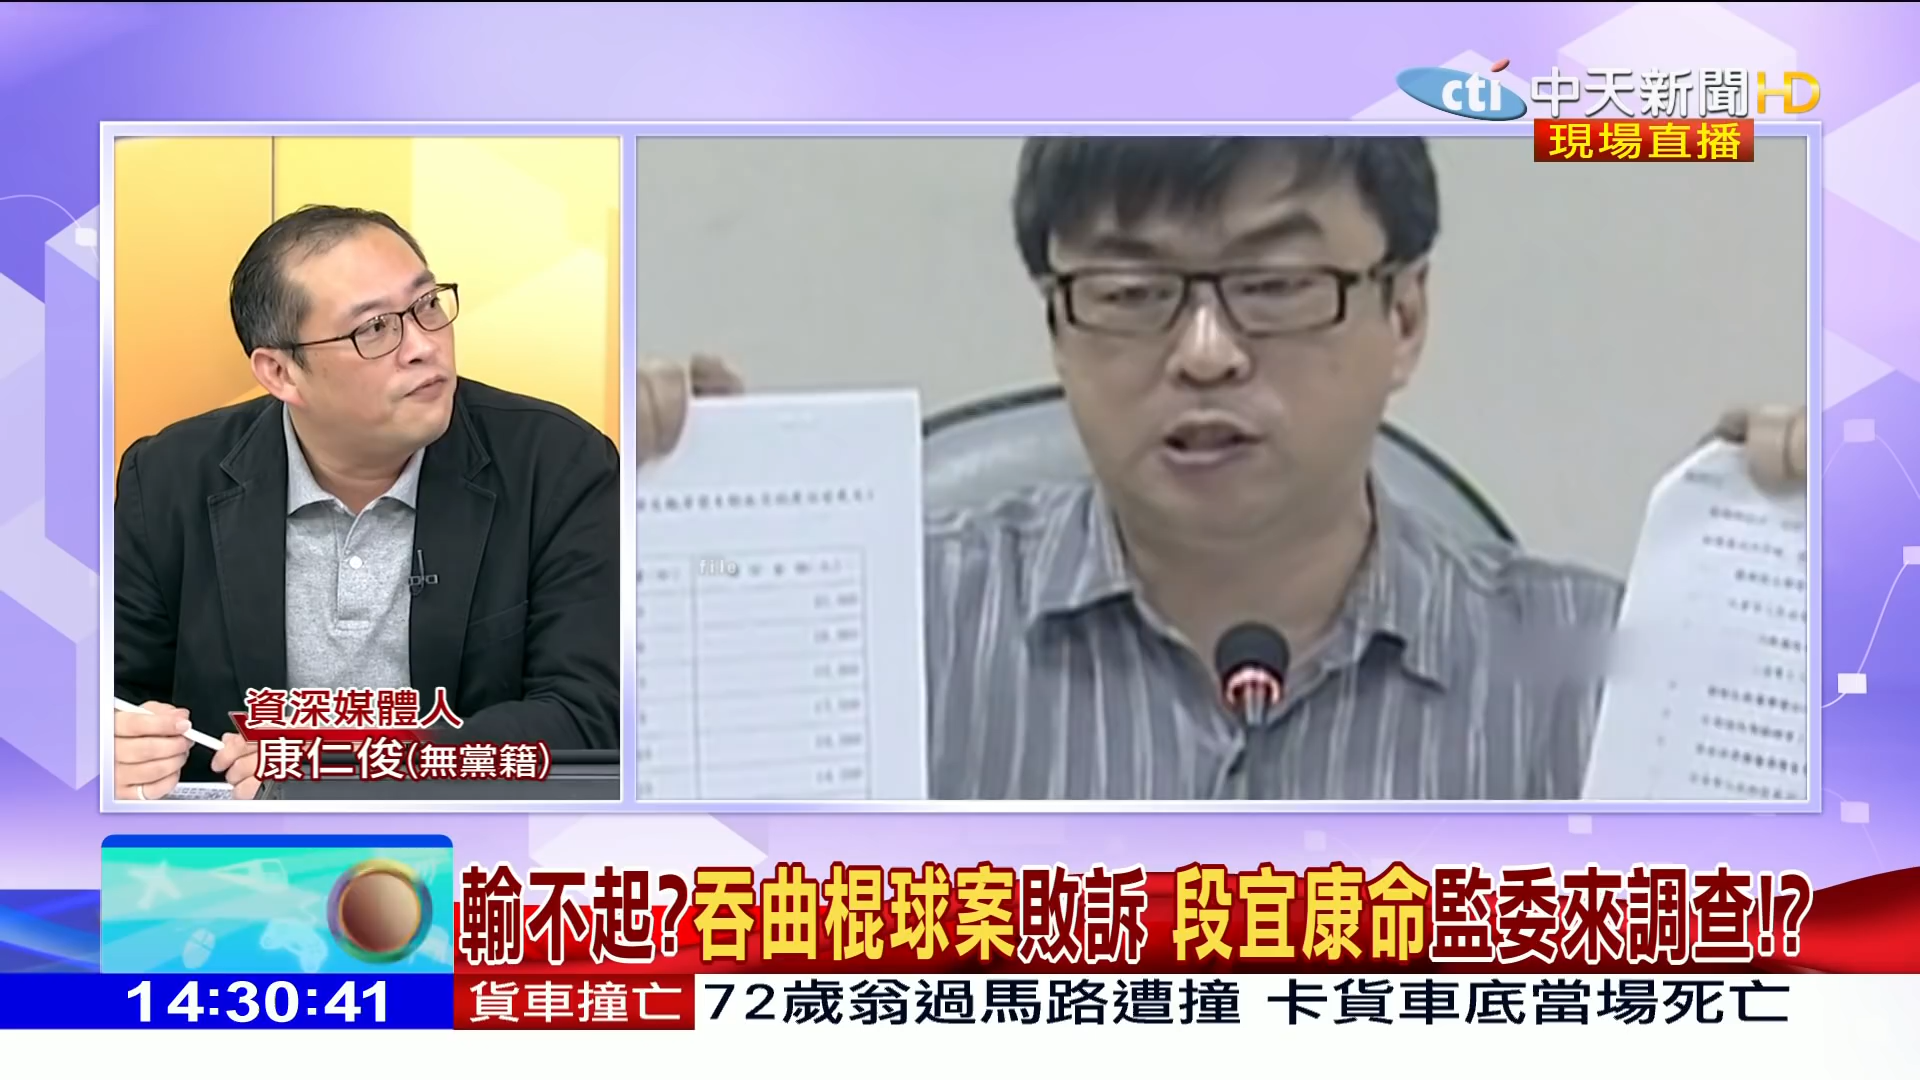 cti 中天新聞HD
現場直播
file
資深媒體人
康仁俊(無黨籍)
輸不起?吞曲棍球案敗訴 段宜康命監委來調查!?
14:30:41
貨車撞亡 72歲翁過馬路遭撞 卡貨車底當場死亡